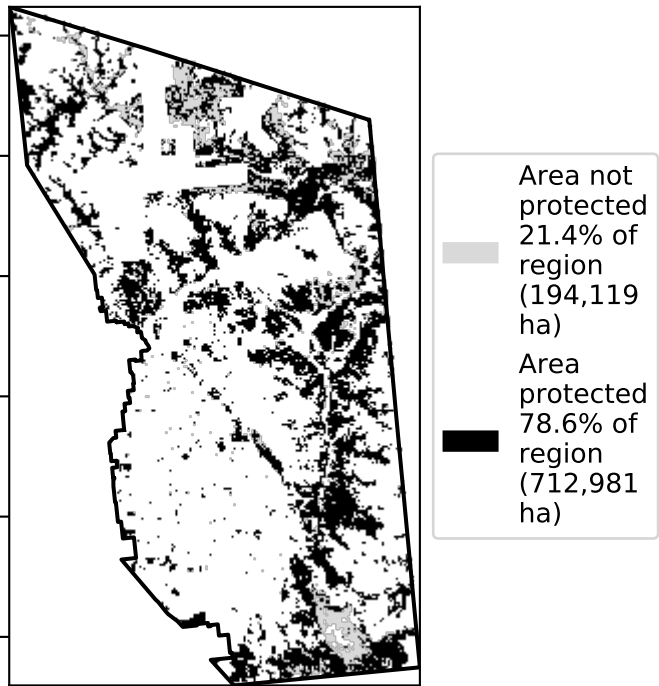 Area not
protected
21.4% of
region
(194,119
ha)
Area
protected
78.6% of
region
(712,981
ha)